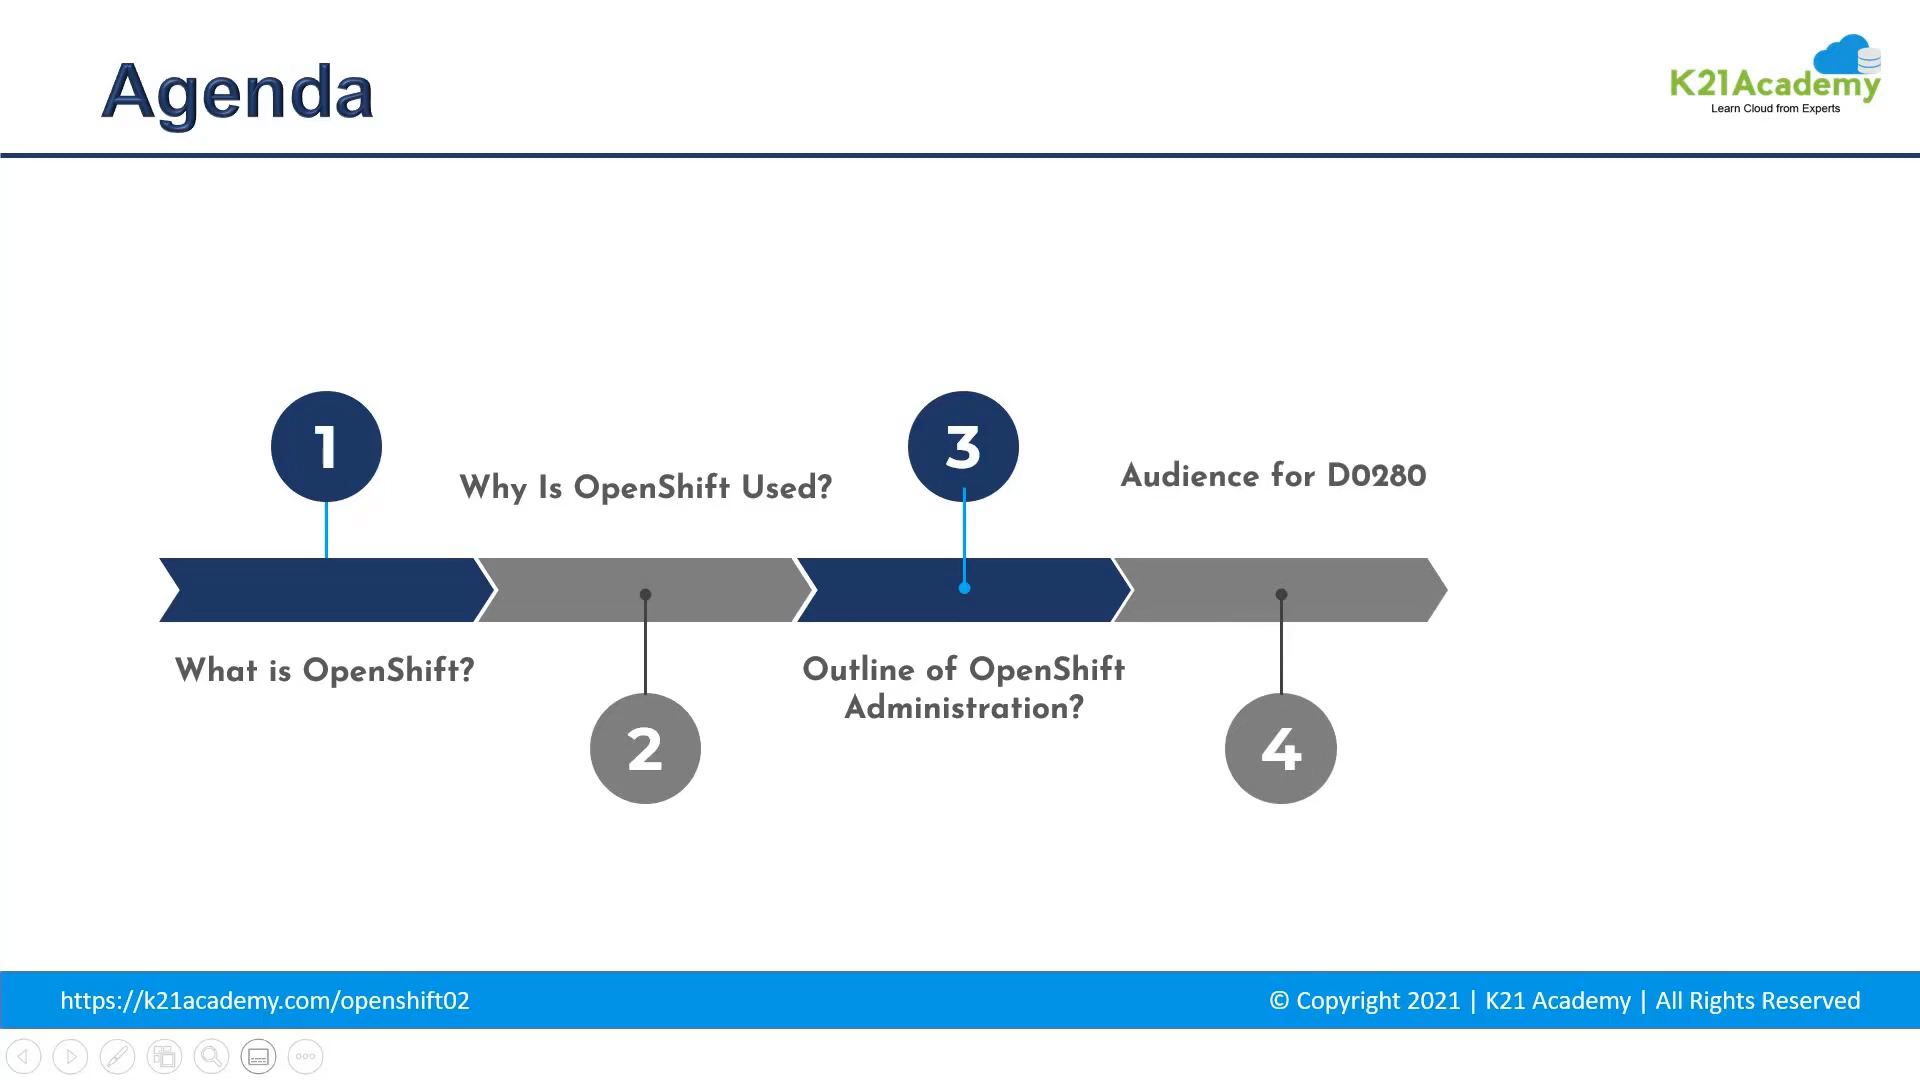 Agenda
K21Academy
Learn Cloud from Experts
1
What is OpenShift?
Why Is OpenShift Used?
2
3
Outline of OpenShift
Administration?
Audience for D0280
4
https://k21academy.com/openshift02
© Copyright 2021 | K21 Academy | All Rights Reserved